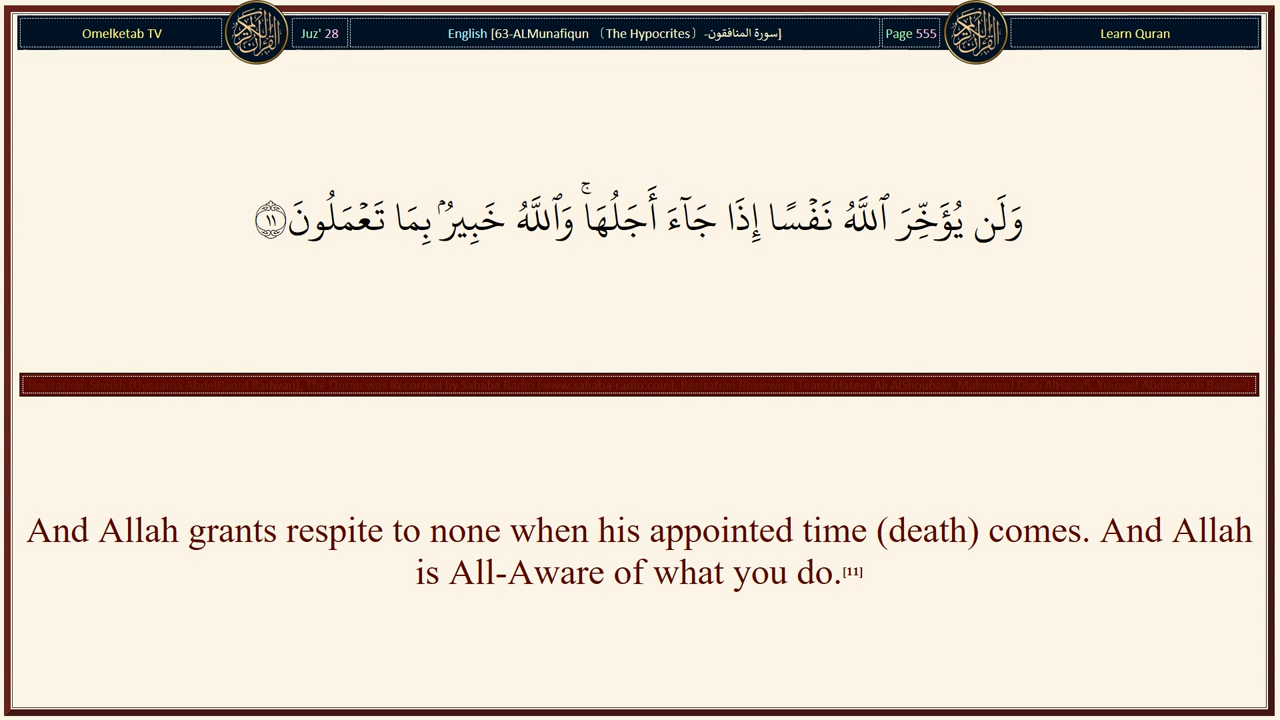 Omelketab TV
Juz' 28
English [63-ALMunafiqun 〔The Hypocrites〕 -سورة المنافقون]
Page 555
Learn Quran
وَلَن يُؤَخِّرَ ٱللَّهُ نَفۡسًا إِذَا جَآءَ أَجَلُهَاۚ وَٱللَّهُ خَبِيرُۢ بِمَا تَعۡمَلُونَ ١١
And Allah grants respite to none when his appointed time (death) comes. And Allah
is All-Aware of what you do.[11]